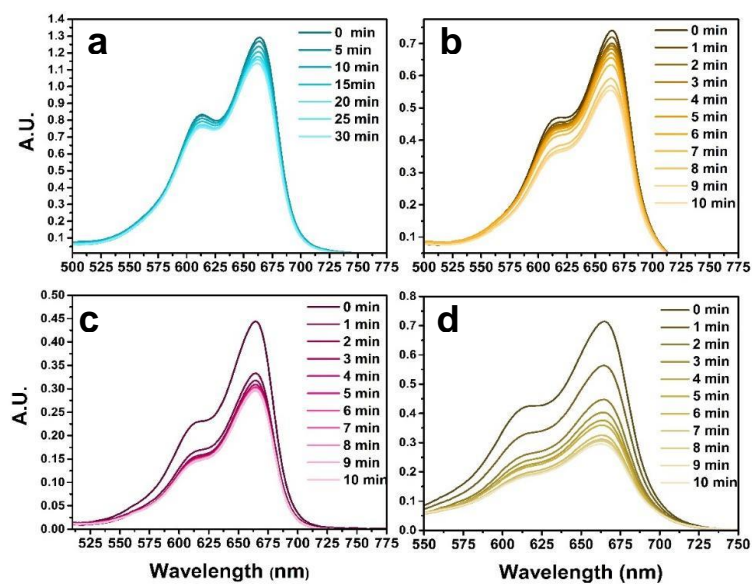 a
1.4
1.3
1.2
1.1
1.0
0.9
0.8
0.7
0.6
0.5
0.4
0.3
0.2
0.1
A.U.
0 min
5 min
10 min
15min
20 min
25 min
30 min
500 525 550 575 600 625 650 675 700 725 750 775
b
0.7
0.6
0.5
0.4
0.3
0.2
0.1
0 min
1 min
2 min
3 min
4 min
5 min
6 min
7 min
8 min
9 min
10 min
500 525 550 575 600 625 650 675 700 725 750 775
c
0.50
0.45
0.40
0.35
0.30
0.25
0.20
0.15
0.10
0.05
0.00
A.U.
0 min
1 min
2 min
3 min
4 min
5 min
6 min
7 min
8 min
9 min
10 min
525 550 575 600 625 650 675 700 725 750 775
Wavelength (nm)
d
0.8
0.7
0.6
0.5
0.4
0.3
0.2
0.1
0.0
0 min
1 min
2 min
3 min
4 min
5 min
6 min
7 min
8 min
9 min
10 min
550 575 600 625 650 675 700 725 750
Wavelength (nm)